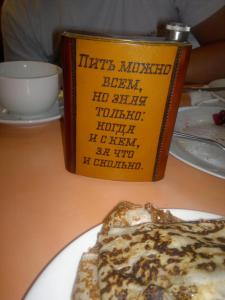 Пить можно
всем,
но зная
только:
когда
и с кем,
за что
и сколько.